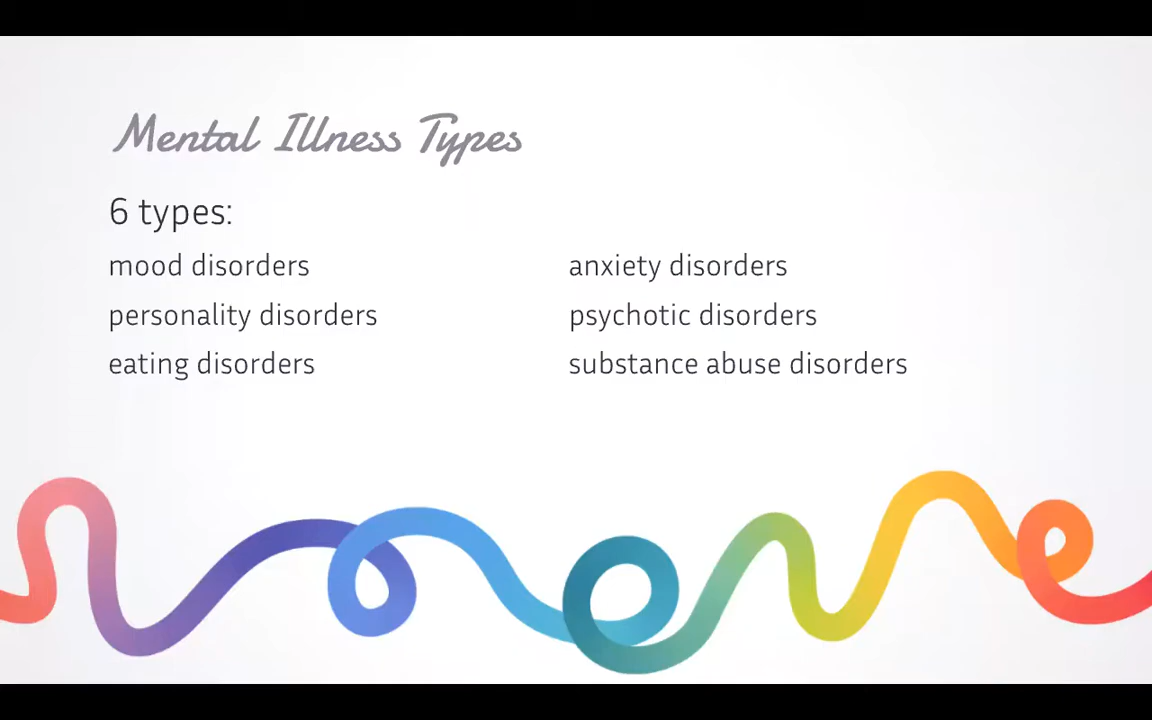 Mental Illness Types
6 types:
mood disorders
personality disorders
eating disorders
anxiety disorders
psychotic disorders
substance abuse disorders